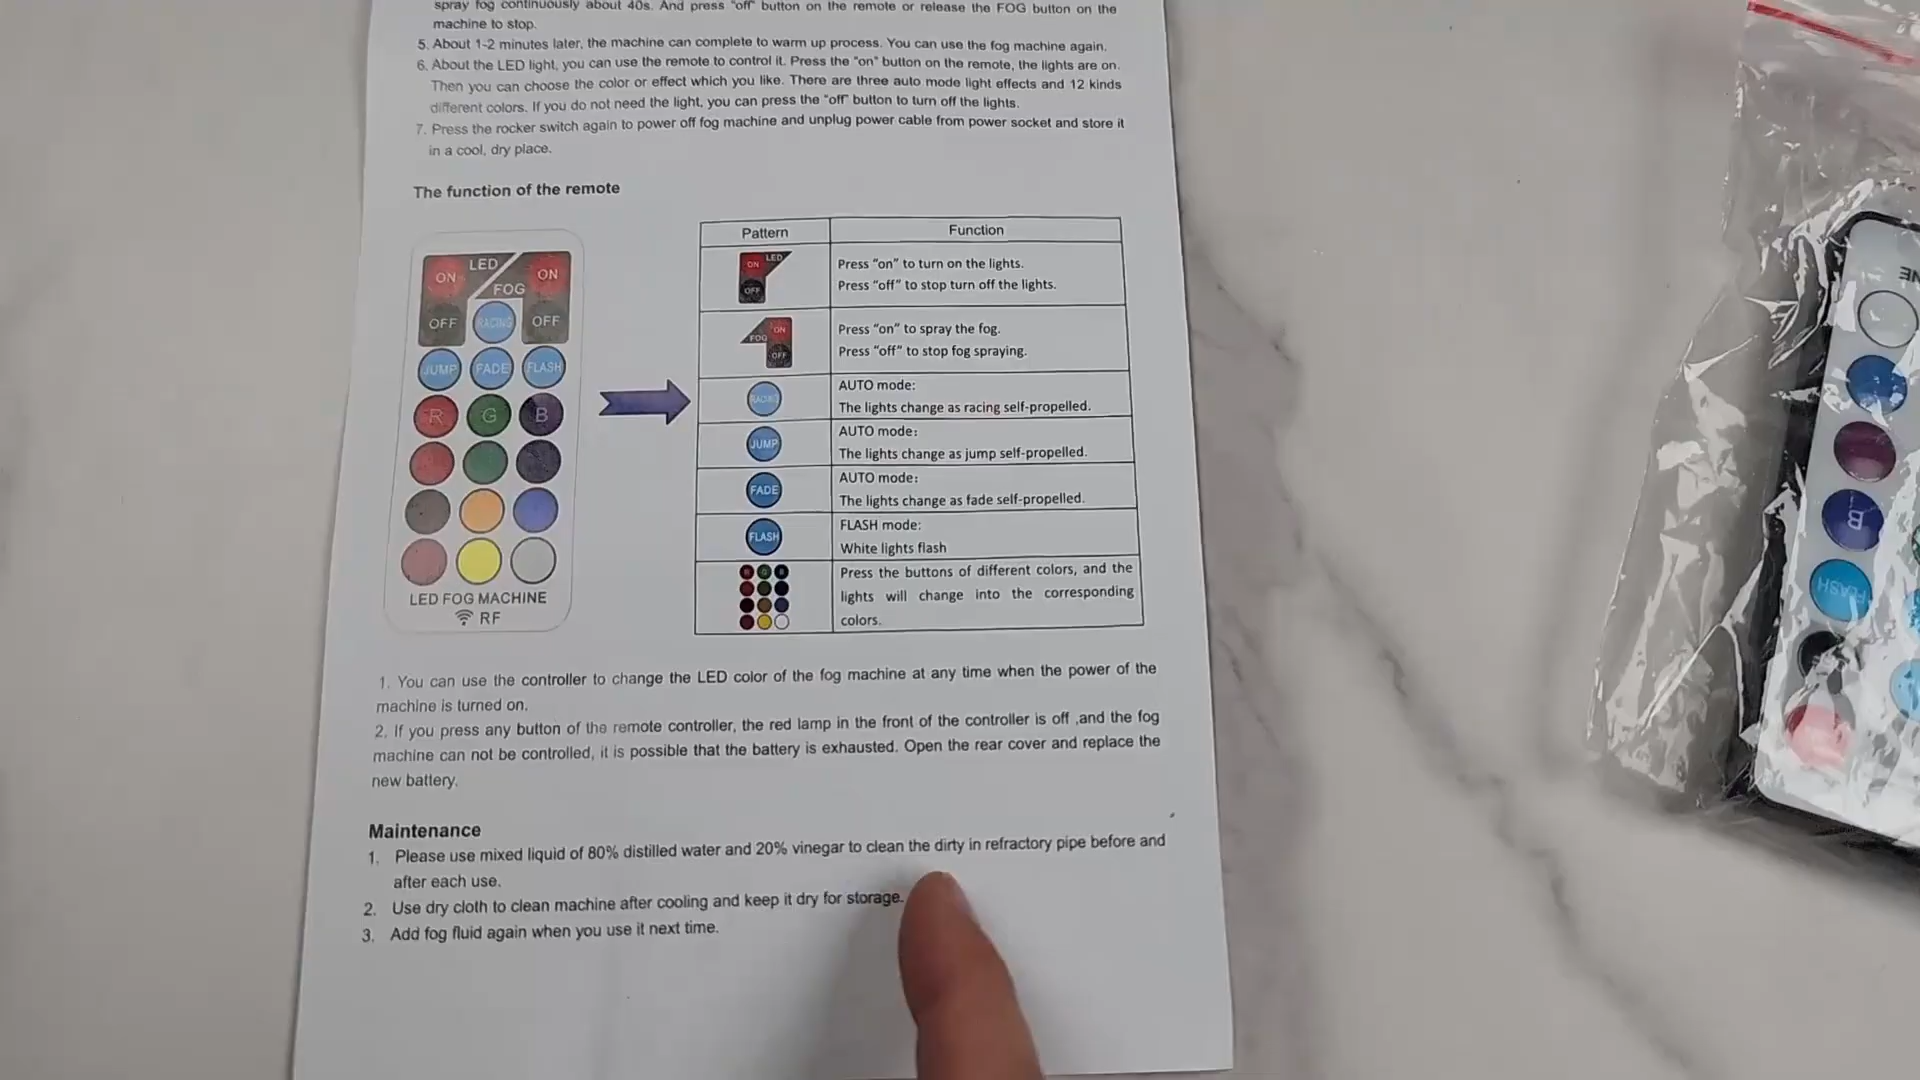 spray fog continuously about 40s. And press "off" button on the remote or release the FOG button on the
machine to stop.
5. About 1-2 minutes later, the machine can complete to warm up process. You can use the fog machine again.
6. About the LED light, you can use the remote to control it. Press the "on" button on the remote, the lights are on.
Then you can choose the color or effect which you like. There are three auto mode light effects and 12 kinds
different colors. If you do not need the light, you can press the "off" button to turn off the lights.
7. Press the rocker switch again to power off fog machine and unplug power cable from power socket and store it
in a cool, dry place.
The function of the remote
ON LED ON
FOG
OFF RACING OFF
JUMP FADE FLASH
R G B
LED FOG MACHINE
RF
Pattern Function
ON LED
OFF
Press "on" to turn on the lights.
Press "off" to stop turn off the lights.
FOG ON
OFF
Press "on" to spray the fog.
Press "off" to stop fog spraying.
RACING
AUTO mode:
The lights change as racing self-propelled.
JUMP
AUTO mode:
The lights change as jump self-propelled.
FADE
AUTO mode:
The lights change as fade self-propelled.
FLASH
FLASH mode:
White lights flash
Press the buttons of different colors, and the
lights will change into the corresponding
colors.
1. You can use the controller to change the LED color of the fog machine at any time when the power of the
machine is turned on.
2. If you press any button of the remote controller, the red lamp in the front of the controller is off ,and the fog
machine can not be controlled, it is possible that the battery is exhausted. Open the rear cover and replace the
new battery.
Maintenance
1. Please use mixed liquid of 80% distilled water and 20% vinegar to clean the dirty in refractory pipe before and
after each use.
2. Use dry cloth to clean machine after cooling and keep it dry for storage.
3. Add fog fluid again when you use it next time.
B
FLASH